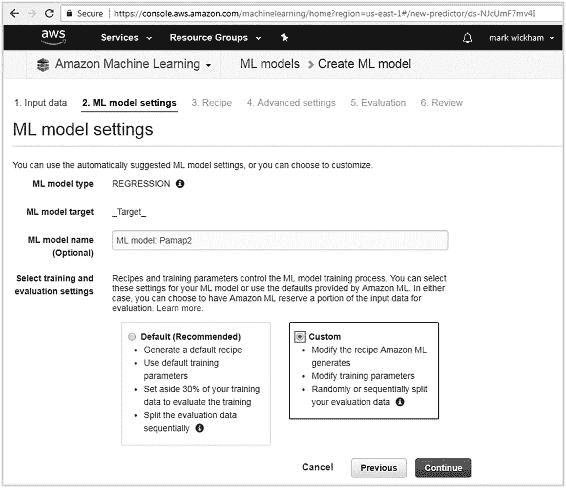 Secure https://console.aws.amazon.com/machinelearning/home?region=us-east-1#/new-predictor/ds-NJcUmF7mv4I
aws Services Resource Groups mark wickham
Amazon Machine Learning ML models > Create ML model
1. Input data 2. ML model settings 3. Recipe 4. Advanced settings 5. Evaluation 6. Review
ML model settings
You can use the automatically suggested ML model settings, or you can choose to customize.
ML model type REGRESSION
ML model target _Target_
ML model name
(Optional)
ML model: Pamap2
Select training and
evaluation settings
Recipes and training parameters control the ML model training process. You can select
these settings for your ML model or use the defaults provided by Amazon ML. In either
case, you can choose to have Amazon ML reserve a portion of the input data for
evaluation. Learn more.
Default (Recommended)
• Generate a default recipe
• Use default training
parameters
• Set aside 30% of your training
data to evaluate the training
• Split the evaluation data
sequentially
Custom
• Modify the recipe Amazon ML
generates
• Modify training parameters
• Randomly or sequentially split
your evaluation data
Cancel Previous Continue